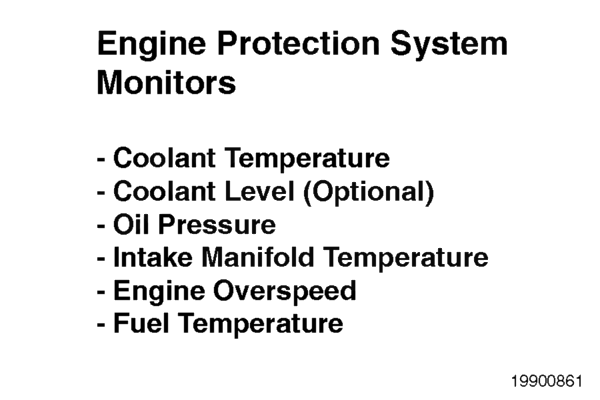 Engine Protection System
Monitors
- Coolant Temperature
- Coolant Level (Optional)
- Oil Pressure
- Intake Manifold Temperature
- Engine Overspeed
- Fuel Temperature
19900861